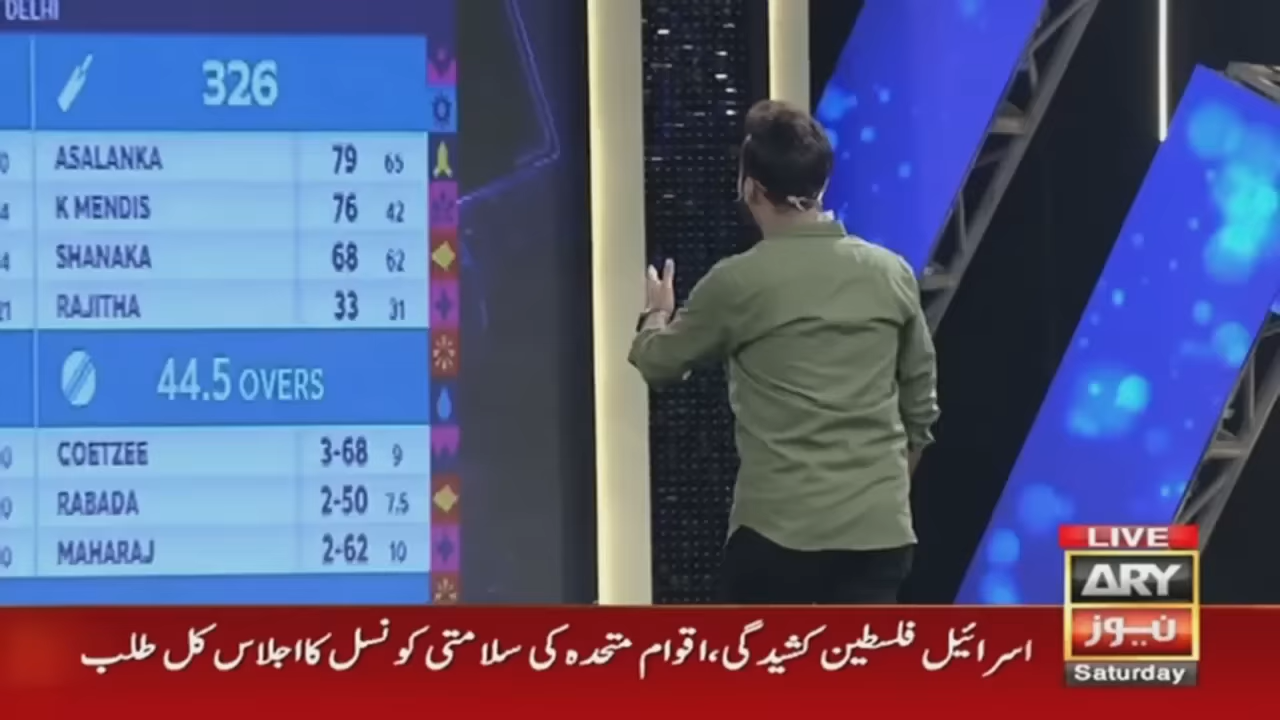 DELHI
326
ASALANKA 79 65
K MENDIS 76 42
SHANAKA 68 62
RAJITHA 33 31
44.5 OVERS
COETZEE 3-68 9
RABADA 2-50 7.5
MAHARAJ 2-62 10
LIVE
ARY
نیوز
Saturday
اسرائیل فلسطین کشیدگی،اقوام متحدہ کی سلامتی کونسل کااجلاس کل طلب